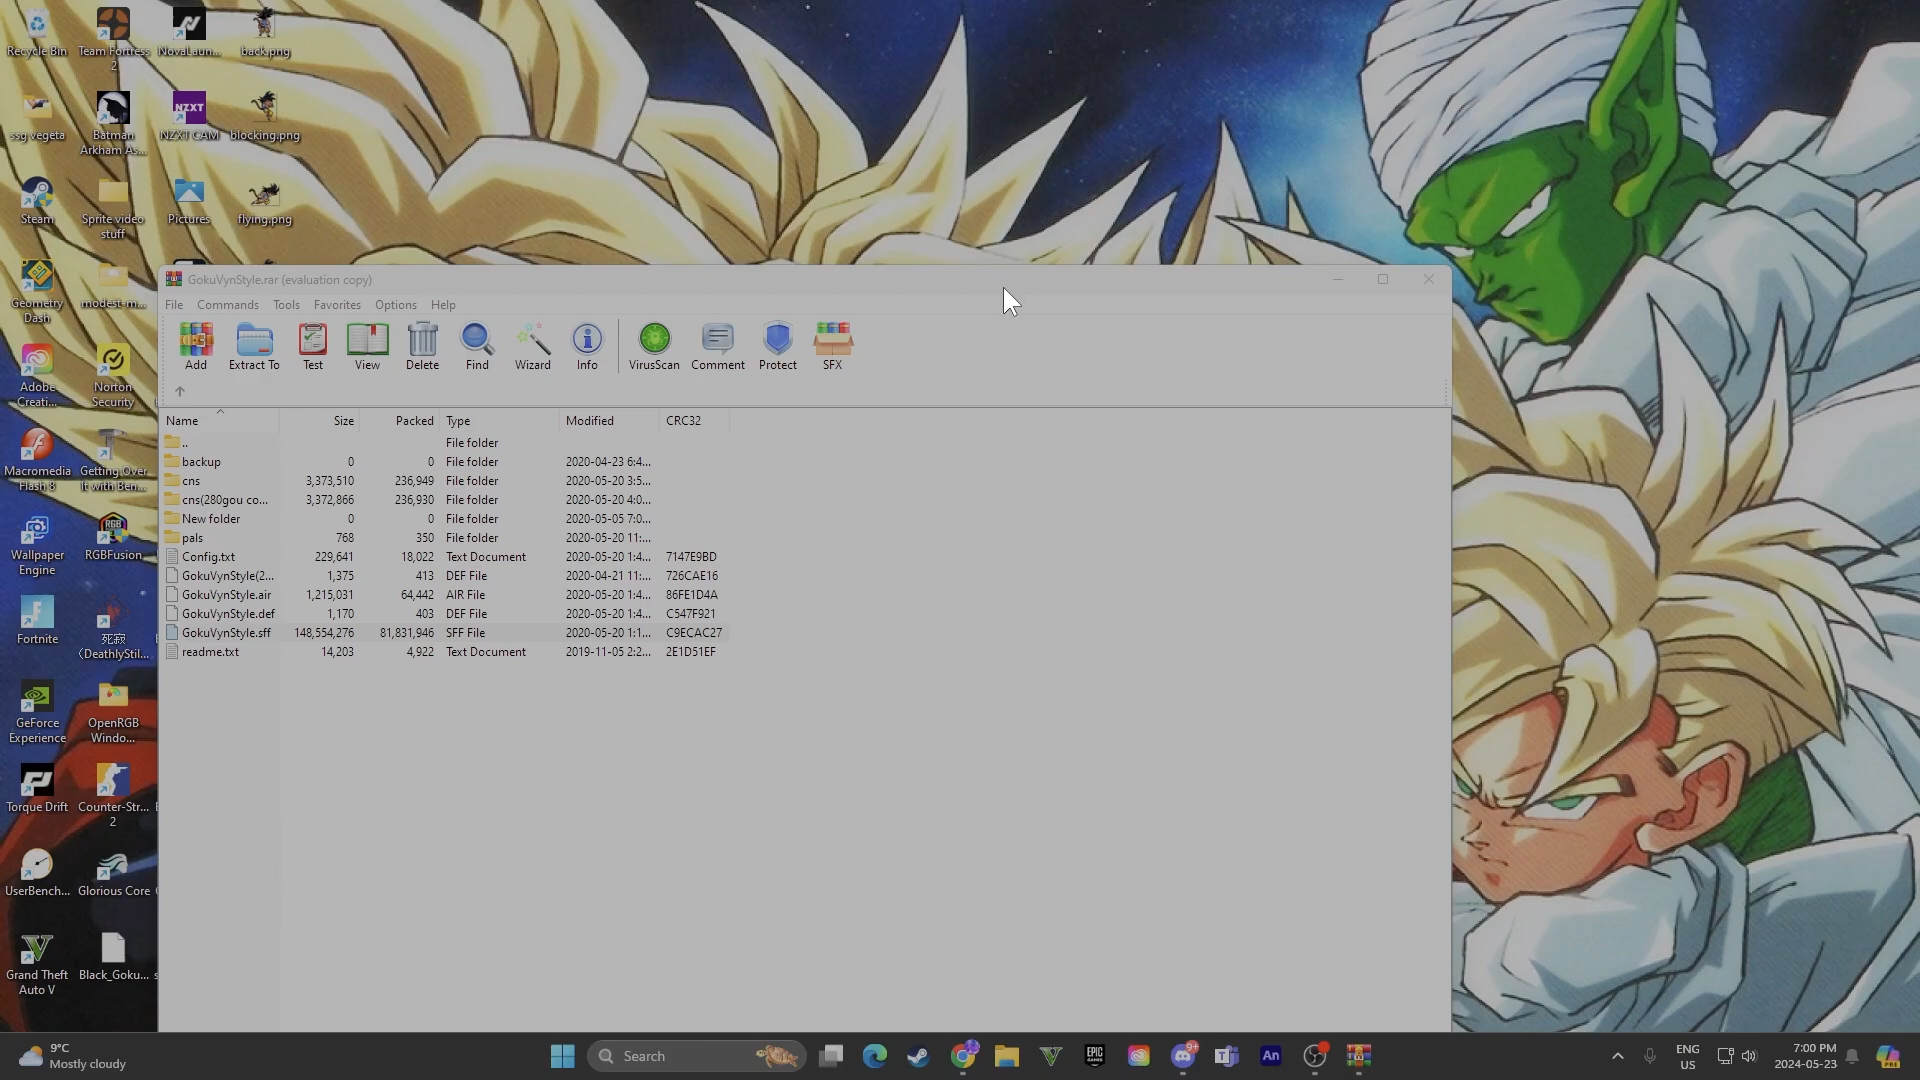 Recycle Bin
Team Fortress
2
NovaLaun...
back.png
ssg vegeta
Batman
Arkham As...
NZXT
NZXT CAM
blocking.png
Steam
Sprite video
stuff
Pictures
flying.png
Geometry
Dash
modest-m...
Adobe
Creati...
Norton
Security
Macromedia
Flash 8
Getting Over
It with Ben...
Wallpaper
Engine
RGB
RGBFusion
Fortnite
死寂
〈DeathlyStil...
GeForce
Experience
OpenRGB
Windo...
Torque Drift
Counter-Str...
2
UserBench...
Glorious Core
Grand Theft
Auto V
Black_Goku...
GokuVynStyle.rar (evaluation copy)
File Commands Tools Favorites Options Help
Add Extract To Test View Delete Find Wizard Info VirusScan Comment Protect SFX
Name Size Packed Type Modified CRC32
.. File folder
backup 0 0 File folder 2020-04-23 6:4...
cns 3,373,510 236,949 File folder 2020-05-20 3:5...
cns(280gou co... 3,372,866 236,930 File folder 2020-05-20 4:0...
New folder 0 0 File folder 2020-05-05 7:0...
pals 768 350 File folder 2020-05-20 11:...
Config.txt 229,641 18,022 Text Document 2020-05-20 1:4... 7147E9BD
GokuVynStyle(2... 1,375 413 DEF File 2020-04-21 11:... 726CAE16
GokuVynStyle.air 1,215,031 64,442 AIR File 2020-05-20 1:4... 86FE1D4A
GokuVynStyle.def 1,170 403 DEF File 2020-05-20 1:4... C547F921
GokuVynStyle.sff 148,554,276 81,831,946 SFF File 2020-05-20 1:1... C9ECAC27
readme.txt 14,203 4,922 Text Document 2019-11-05 2:2... 2E1D51EF
9°C
Mostly cloudy
Search
EPIC
GAMES
9+
An
ENG
US
7:00 PM
2024-05-23
PRE